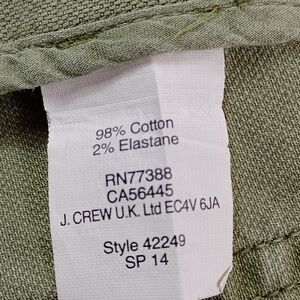 98% Cotton
2% Elastane
RN77388
CA56445
J. CREW U.K. Ltd EC4V 6JA
Style 42249
SP 14